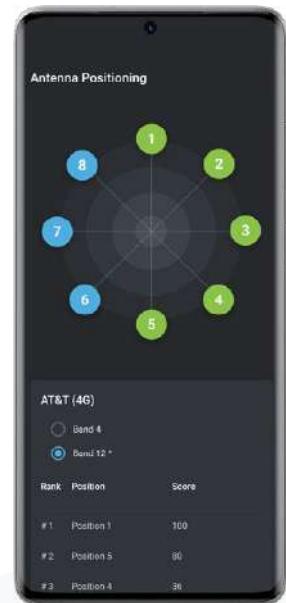 Antenna Positioning
1
8
2
7
3
6
4
5
AT&T (4G)
Band 4
Band 12 *
Rank Position Score
#1 Position 1 100
#2 Position 5 80
#3 Position 4 36